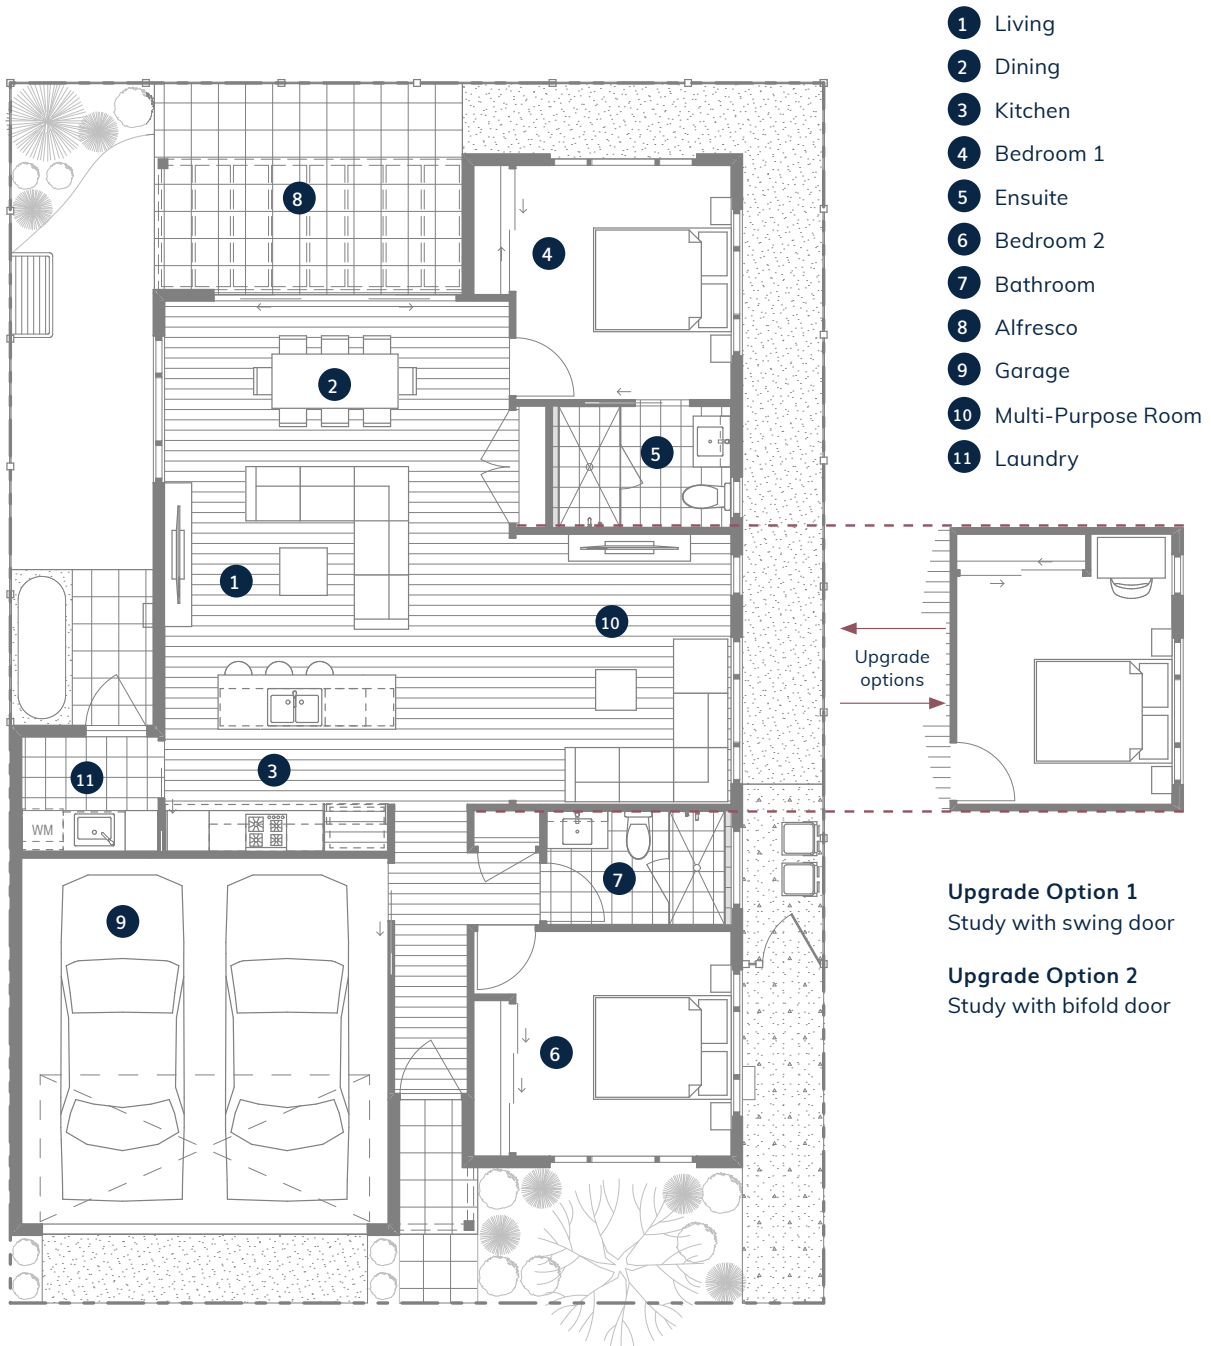 1 Living
2 Dining
3 Kitchen
4 Bedroom 1
5 Ensuite
6 Bedroom 2
7 Bathroom
8 Alfresco
9 Garage
10 Multi-Purpose Room
11 Laundry
8
4
2
5
1
10
Upgrade
options
3
11
WM
7
9
6
Upgrade Option 1
Study with swing door
Upgrade Option 2
Study with bifold door